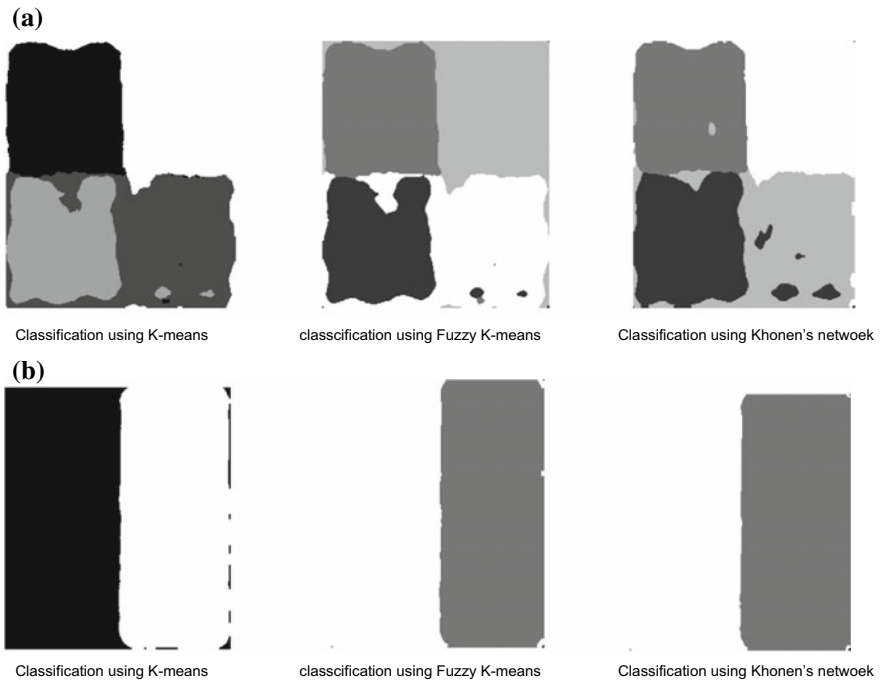 (a)
Classification using K-means
classcification using Fuzzy K-means
Classification using Khonen's netwoek
(b)
Classification using K-means
classcification using Fuzzy K-means
Classification using Khonen's netwoek